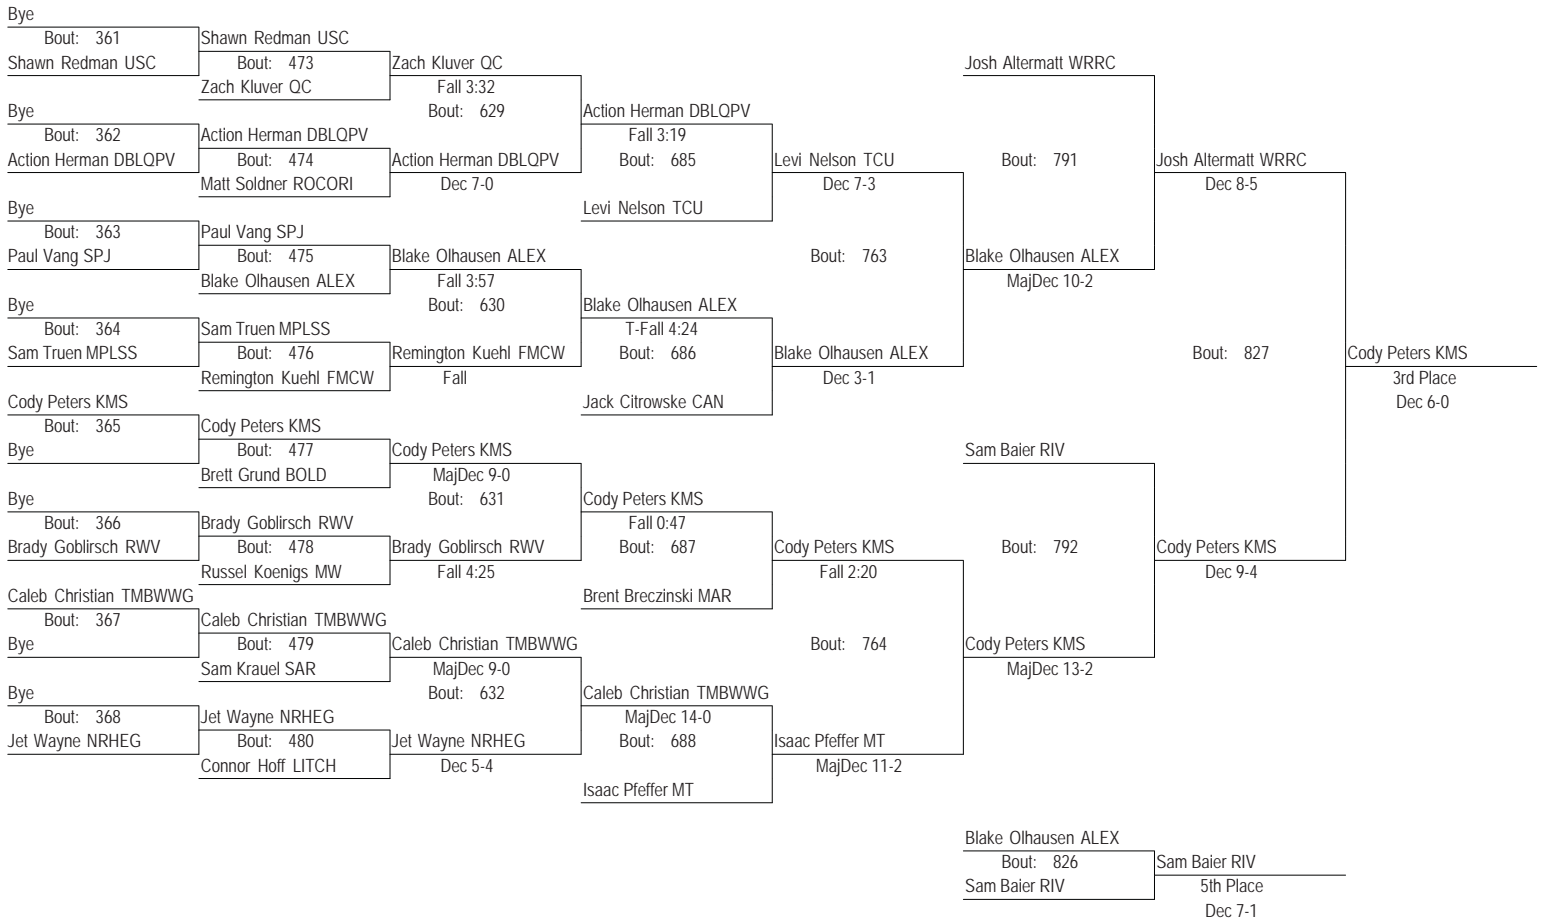 Bye
Bout: 361
Shawn Redman USC
Shawn Redman USC
Bout: 473
Zach Kluver QC
Zach Kluver QC
Fall 3:32
Bout: 629
Bye
Bout: 362
Action Herman DBLQPV
Action Herman DBLQPV
Bout: 474
Matt Soldner ROCORI
Action Herman DBLQPV
Dec 7-0
Action Herman DBLQPV
Fall 3:19
Bout: 685
Levi Nelson TCU
Levi Nelson TCU
Dec 7-3
Bout: 763
Bye
Bout: 363
Paul Vang SPJ
Paul Vang SPJ
Bout: 475
Blake Olhausen ALEX
Blake Olhausen ALEX
Fall 3:57
Bout: 630
Bye
Bout: 364
Sam Truen MPLSS
Sam Truen MPLSS
Bout: 476
Remington Kuehl FMCW
Remington Kuehl FMCW
Fall
Blake Olhausen ALEX
T-Fall 4:24
Bout: 686
Jack Citrowske CAN
Blake Olhausen ALEX
Dec 3-1
Josh Altermatt WRRC
Bout: 791
Blake Olhausen ALEX
MajDec 10-2
Josh Altermatt WRRC
Dec 8-5
Bout: 827
Cody Peters KMS
3rd Place
Dec 6-0
Cody Peters KMS
Bout: 365
Bye
Cody Peters KMS
Bout: 477
Brett Grund BOLD
Cody Peters KMS
MajDec 9-0
Bout: 631
Bye
Bout: 366
Brady Goblirsch RWV
Brady Goblirsch RWV
Bout: 478
Russel Koenigs MW
Brady Goblirsch RWV
Fall 4:25
Cody Peters KMS
Fall 0:47
Bout: 687
Brent Breczinski MAR
Cody Peters KMS
Fall 2:20
Bout: 764
Caleb Christian TMBWWG
Bout: 367
Bye
Caleb Christian TMBWWG
Bout: 479
Sam Krauel SAR
Caleb Christian TMBWWG
MajDec 9-0
Bout: 632
Bye
Bout: 368
Jet Wayne NRHEG
Jet Wayne NRHEG
Bout: 480
Connor Hoff LITCH
Jet Wayne NRHEG
Dec 5-4
Caleb Christian TMBWWG
MajDec 14-0
Bout: 688
Isaac Pfeffer MT
Isaac Pfeffer MT
MajDec 11-2
Sam Baier RIV
Bout: 792
Cody Peters KMS
MajDec 13-2
Cody Peters KMS
Dec 9-4
Blake Olhausen ALEX
Bout: 826
Sam Baier RIV
Sam Baier RIV
5th Place
Dec 7-1